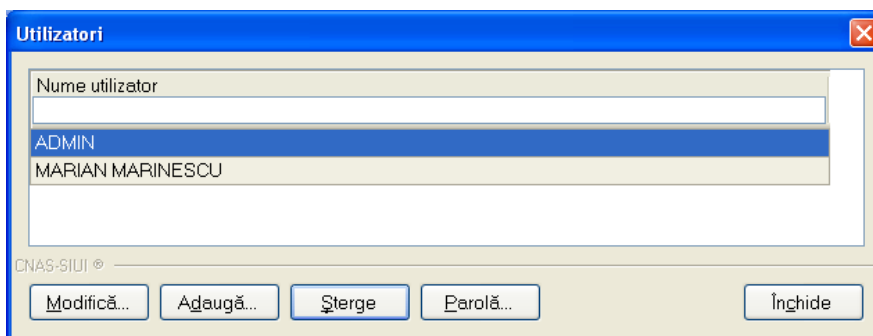 Utilizatori
Nume utilizator
ADMIN
MARIAN MARINESCU
CNAS-SIUI ®
Modifică... Adaugă... Şterge Parolă... Închide